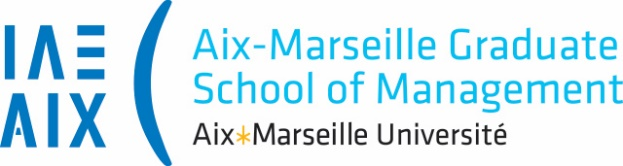 IAE
AIX
Aix-Marseille Graduate
School of Management
Aix*Marseille Université